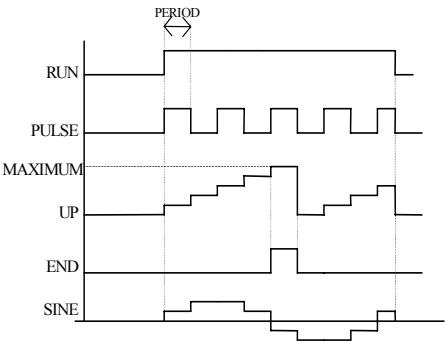 PERIOD
RUN
PULSE
MAXIMUM
UP
END
SINE